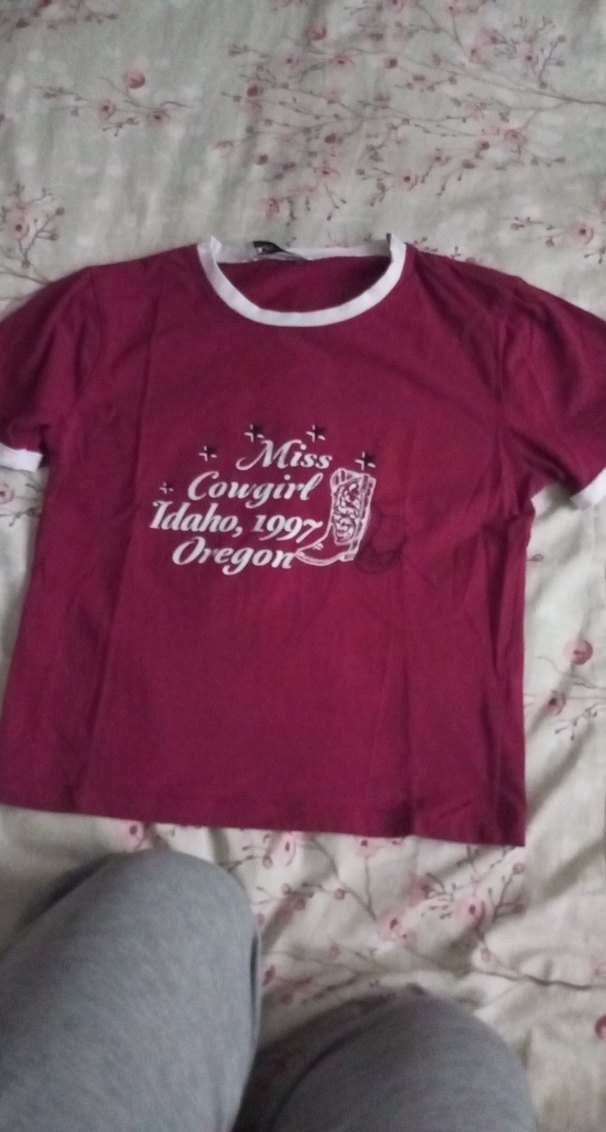 Miss
Cowgirl
Idaho, 1997
Oregon